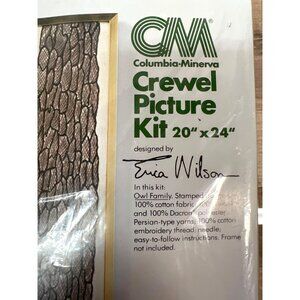 CM®
Columbia-Minerva
Crewel
Picture
Kit 20" x 24"
designed by
Erica Wilson
In this kit:
Owl Family. Stamped
100% cotton fabric
and 100% Dacron® polyester
Persian-type yarns, 100% cotton
embroidery thread, needle,
easy-to-follow instructions. Frame
not included.